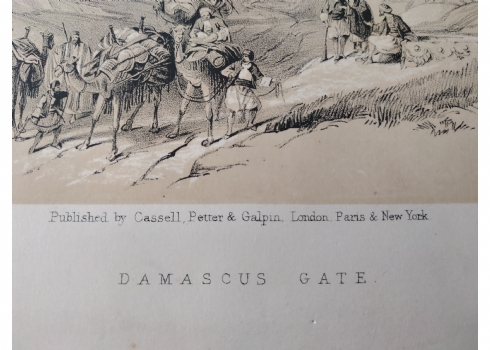 Published by Cassell, Petter & Galpin, London, Paris & New York
DAMASCUS GATE.